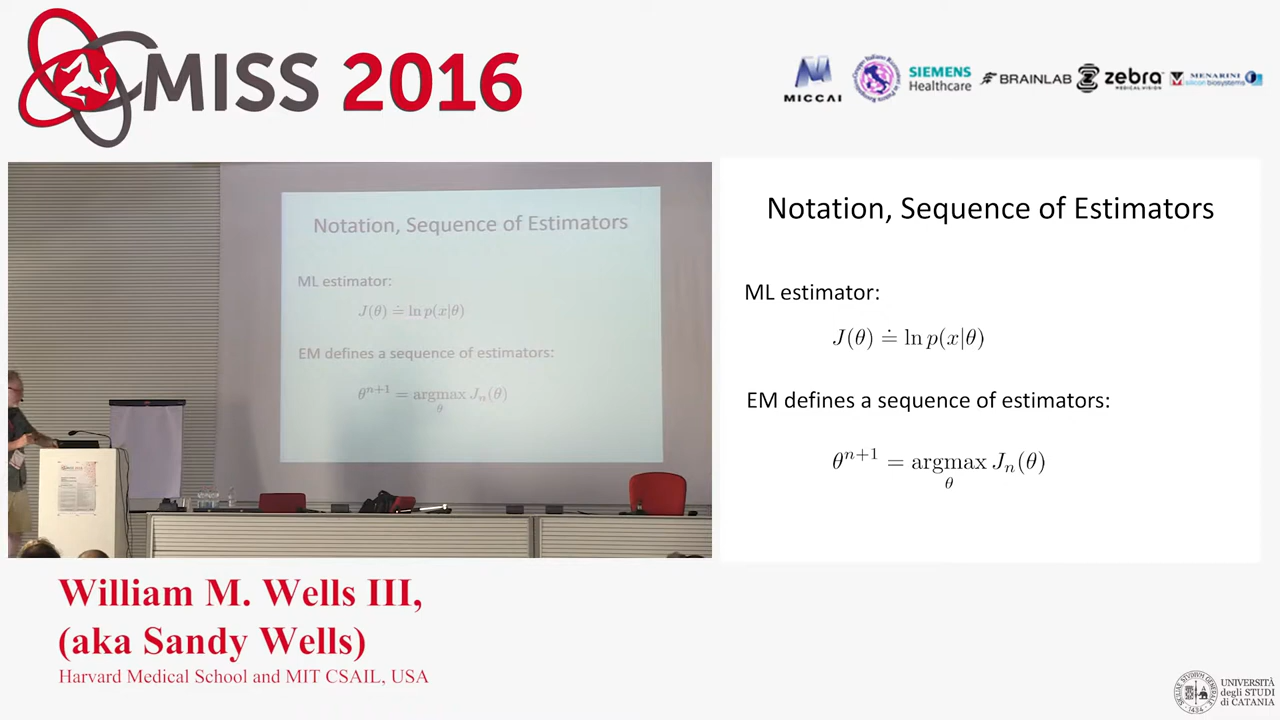 MISS 2016
MICCAI
SIEMENS
Healthcare
BRAINLAB
zebra
MEDICAL VISION
MENARINI
silicon biosystems
Notation, Sequence of Estimators
ML estimator:
J(θ) ≐ ln p(x|θ)
EM defines a sequence of estimators:
θⁿ⁺¹ = argmax Jₙ(θ)
θ
Notation, Sequence of Estimators
ML estimator:
J(θ) ≐ ln p(x|θ)
EM defines a sequence of estimators:
θⁿ⁺¹ = argmax Jₙ(θ)
θ
William M. Wells III,
(aka Sandy Wells)
Harvard Medical School and MIT CSAIL, USA
UNIVERSITÀ
degli STUDI
di CATANIA